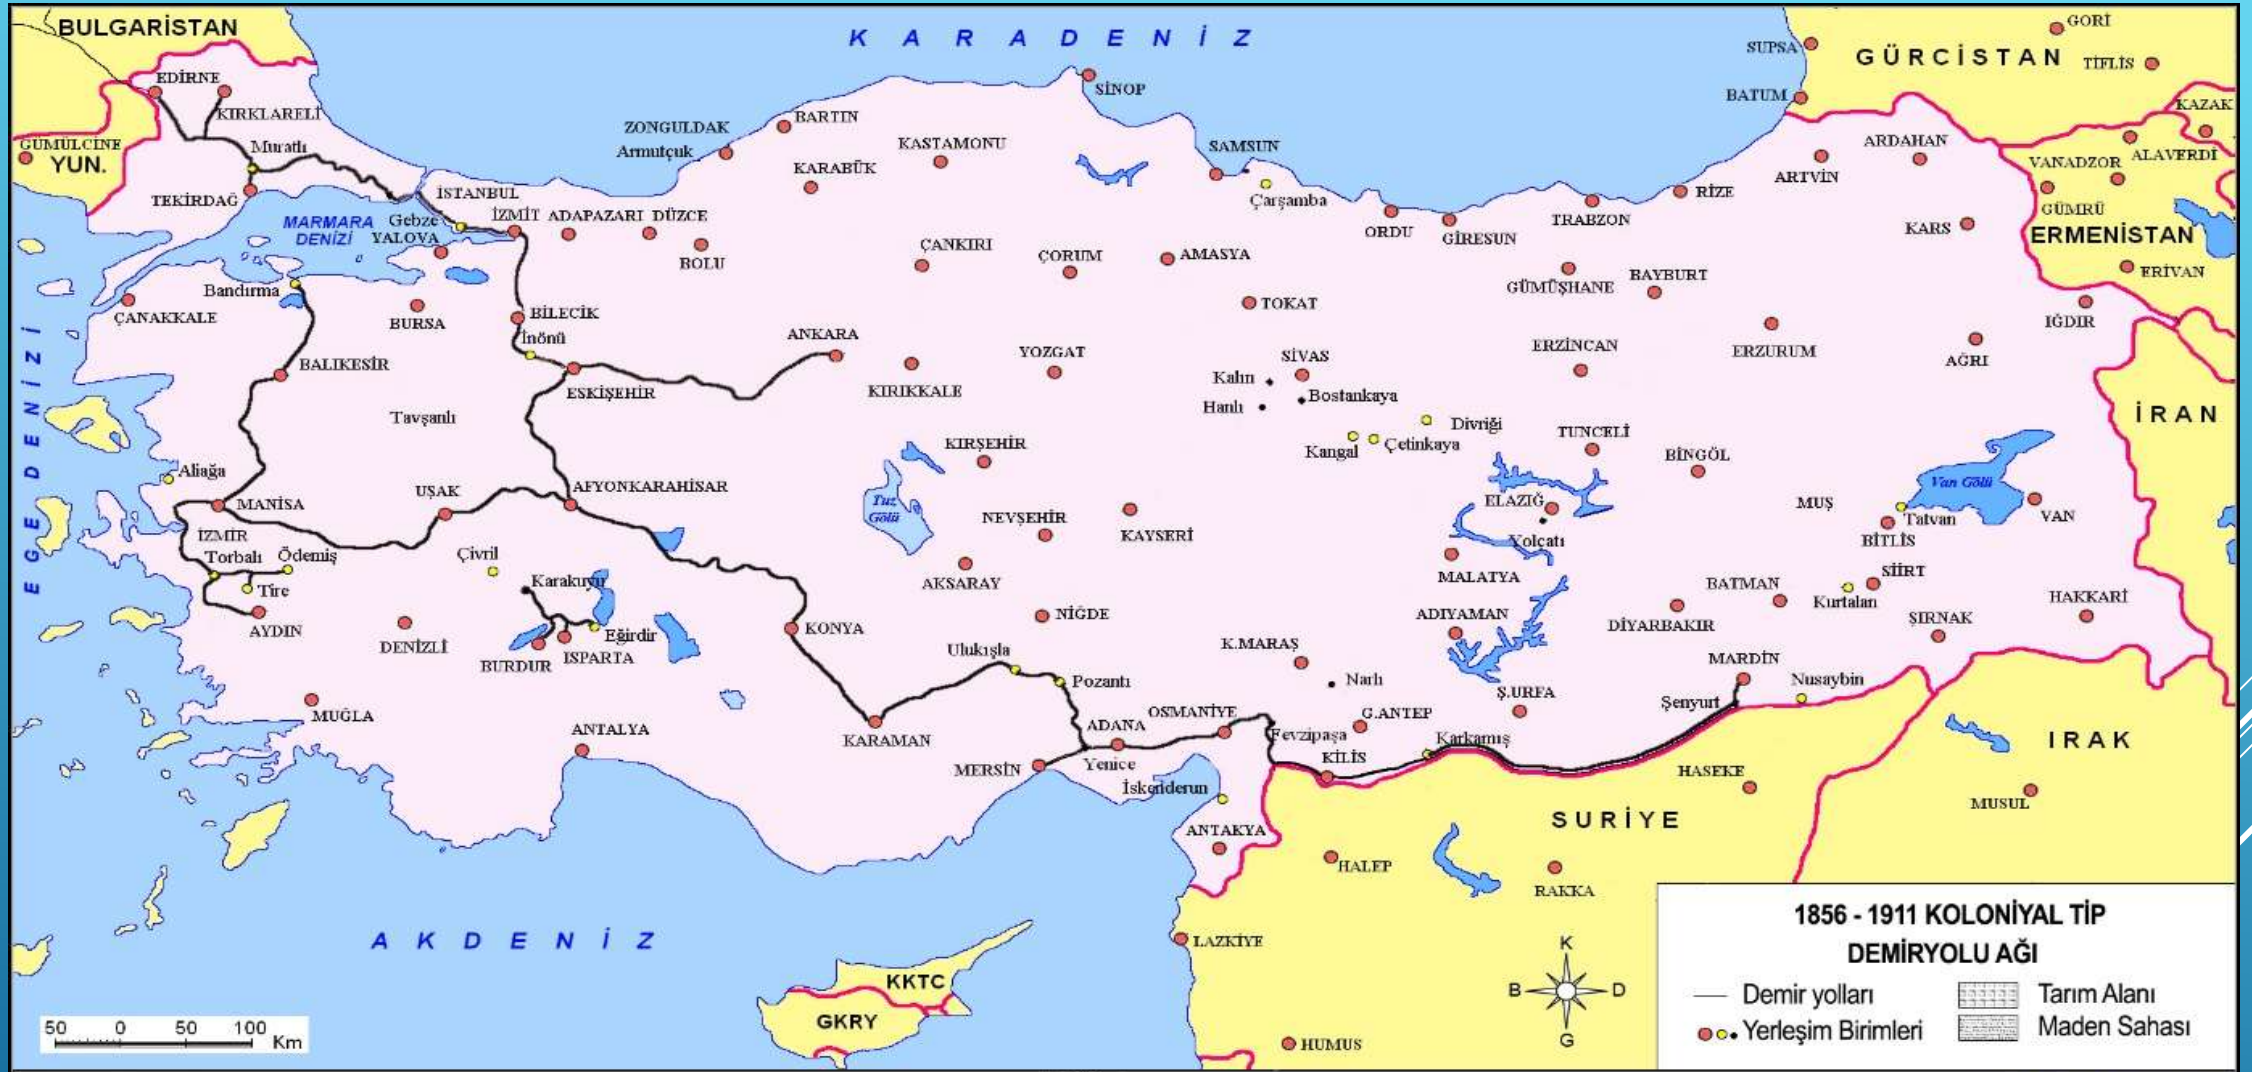 BULGARİSTAN
K A R A D E N İ Z
GORİ
SUPSA
GÜRCİSTAN
TİFLİS
EDİRNE
SİNOP
BATUM
KAZAK
KIRKLARELİ
BARTIN
ZONGULDAK
Armutçuk
GÜMÜLCİNE
YUN.
Muratlı
KASTAMONU
SAMSUN
ARDAHAN
VANADZOR
ALAVERDİ
KARABÜK
ARTVİN
TEKİRDAĞ
İSTANBUL
Çarşamba
RİZE
MARMARA
DENİZİ
Gebze
YALOVA
İZMİT
ADAPAZARI
DÜZCE
ORDU
GİRESUN
TRABZON
GÜMRÜ
KARS
ERMENİSTAN
BOLU
ÇANKIRI
ÇORUM
AMASYA
ERİVAN
Bandırma
GÜMÜŞHANE
BAYBURT
ÇANAKKALE
BURSA
BİLECİK
TOKAT
IĞDIR
İnönü
ANKARA
YOZGAT
SİVAS
ERZİNCAN
ERZURUM
AĞRI
BALIKESİR
ESKİŞEHİR
KIRIKKALE
Kalın
Hanlı
Bostankaya
EGE DENİZİ
Tavşanlı
Divriği
Kangal
Çetinkaya
TUNCELİ
İRAN
KIRŞEHİR
BİNGÖL
Aliağa
Van Gölü
MANİSA
UŞAK
AFYONKARAHİSAR
Tuz
Gölü
NEVŞEHİR
KAYSERİ
ELAZIĞ
Yolçatı
MUŞ
Tatvan
VAN
BİTLİS
İZMİR
Torbalı
Ödemiş
Çivril
Tire
Karakuyu
AKSARAY
MALATYA
SİİRT
BATMAN
Kurtalan
AYDIN
DENİZLİ
BURDUR
ISPARTA
Eğirdir
KONYA
NİĞDE
ADIYAMAN
DİYARBAKIR
ŞIRNAK
HAKKARİ
Ulukışla
Pozantı
K.MARAŞ
Narlı
MARDİN
Nusaybin
MUĞLA
ANTALYA
KARAMAN
ADANA
OSMANİYE
G.ANTEP
Ş.URFA
Şenyurt
Fevzipaşa
Karkamış
KİLİS
MERSİN
Yenice
İskenderun
HASEKE
IRAK
MUSUL
ANTAKYA
SURİYE
HALEP
RAKKA
A K D E N İ Z
LAZKİYE
KKTC
GKRY
HUMUS
50 0 50 100
Km
K
B
D
G
1856 - 1911 KOLONİYAL TİP
DEMİRYOLU AĞI
Demir yolları
Tarım Alanı
Yerleşim Birimleri
Maden Sahası